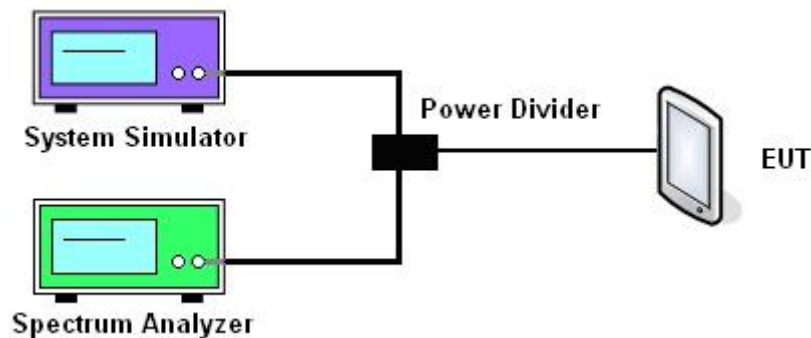 System Simulator
Power Divider
EUT
Spectrum Analyzer